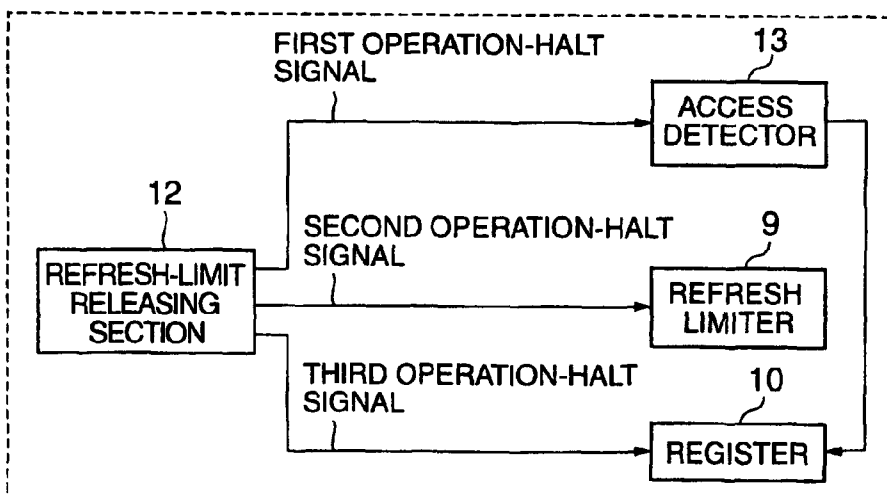 FIRST OPERATION-HALT
SIGNAL
13
ACCESS
DETECTOR
12
REFRESH-LIMIT
RELEASING
SECTION
SECOND OPERATION-HALT
SIGNAL
9
REFRESH
LIMITER
THIRD OPERATION-HALT
SIGNAL
10
REGISTER